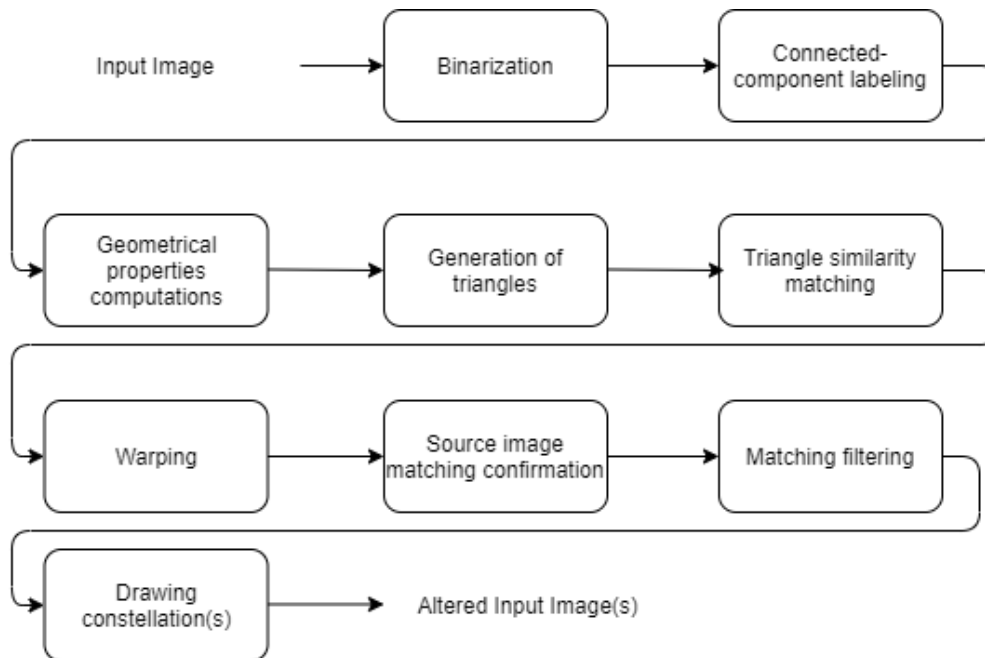 Input Image
Binarization
Connected-
component labeling
Geometrical
properties
computations
Generation of
triangles
Triangle similarity
matching
Warping
Source image
matching confirmation
Matching filtering
Drawing
constellation(s)
Altered Input Image(s)